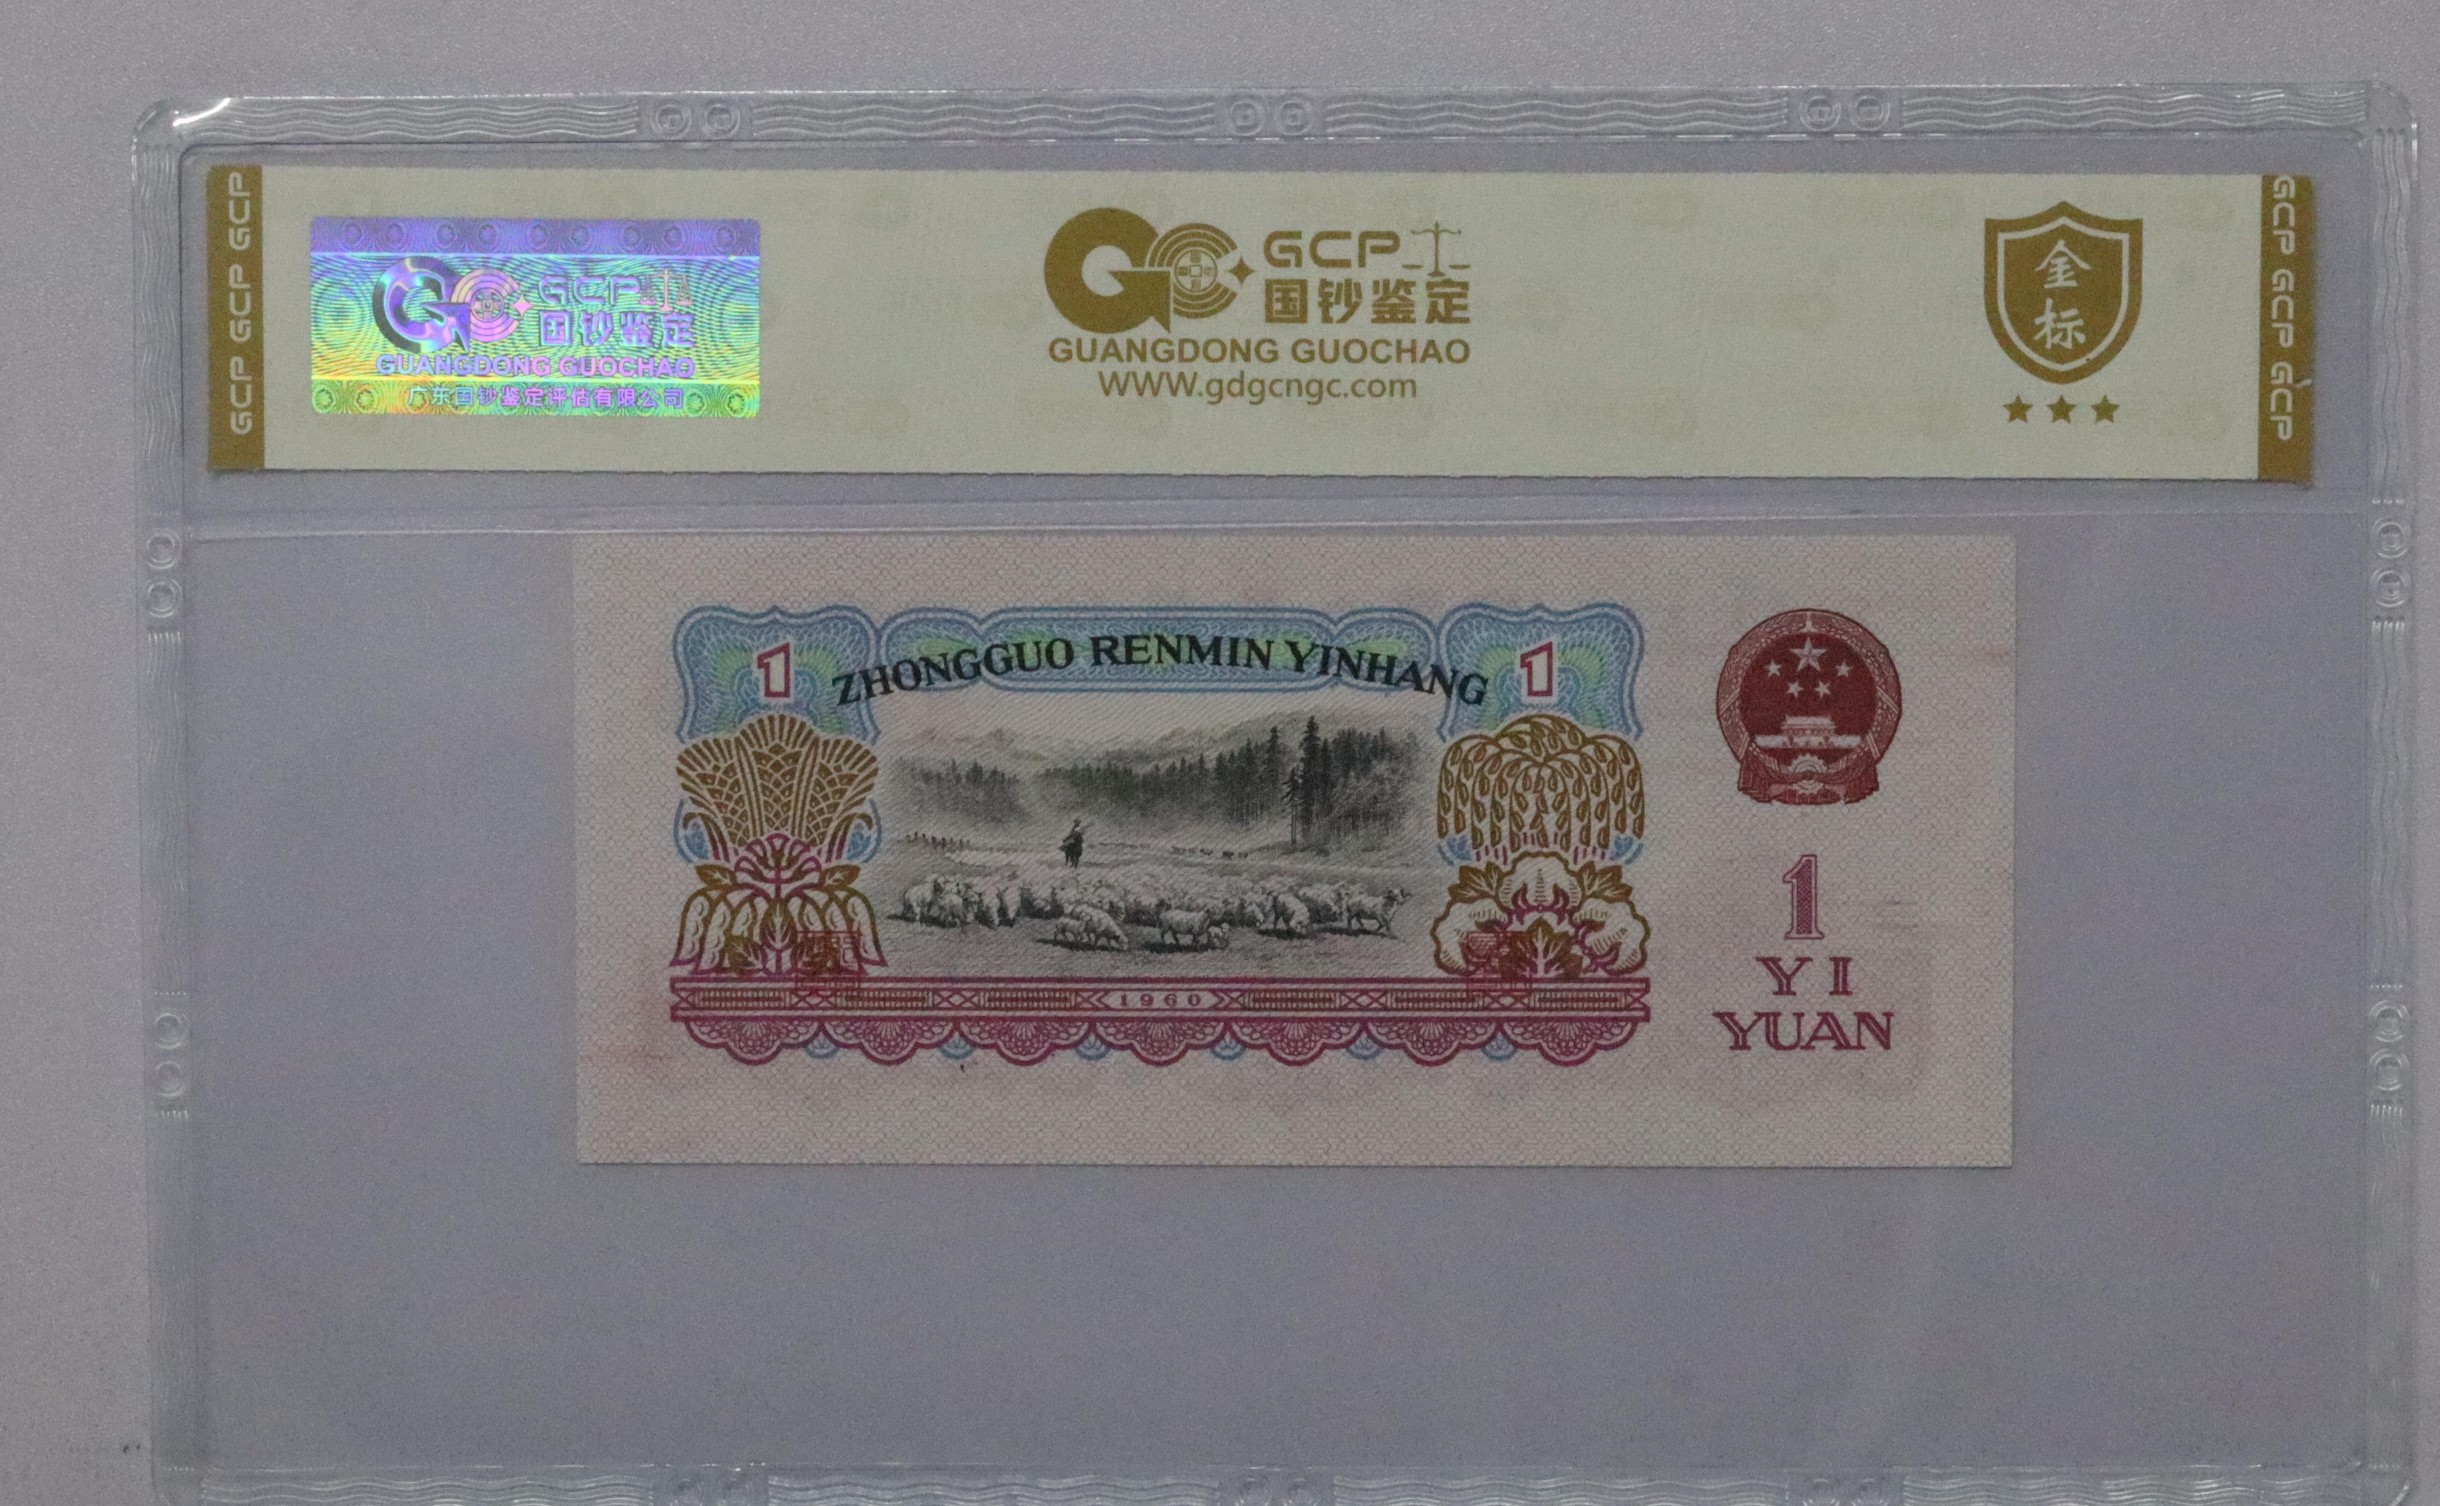 GCP GCP GCP
GCP
国钞鉴定
GUANGDONG GUOCHAO
广东国钞鉴定评估有限公司
GCP
国钞鉴定
GUANGDONG GUOCHAO
WWW.gdgcngc.com
金
标
GCP GCP GCP
1
ZHONGGUO RENMIN YINHANG
1
1960
1
YI
YUAN